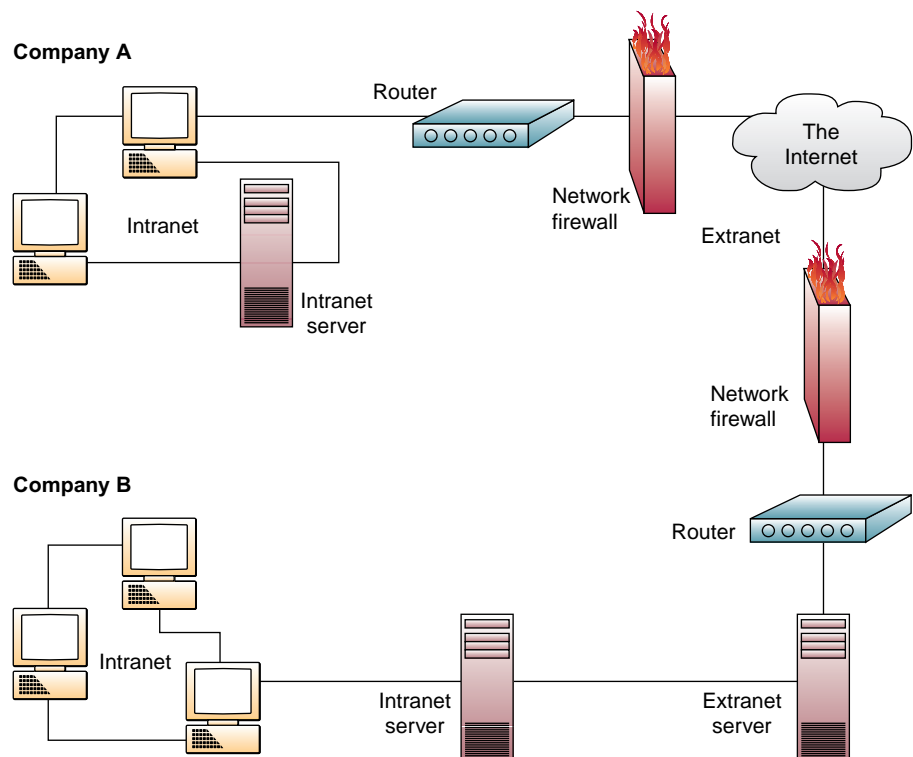 Company A
Router
The
Internet
Network
firewall
Intranet
Extranet
Intranet
server
Network
firewall
Company B
Router
Intranet
Intranet
server
Extranet
server